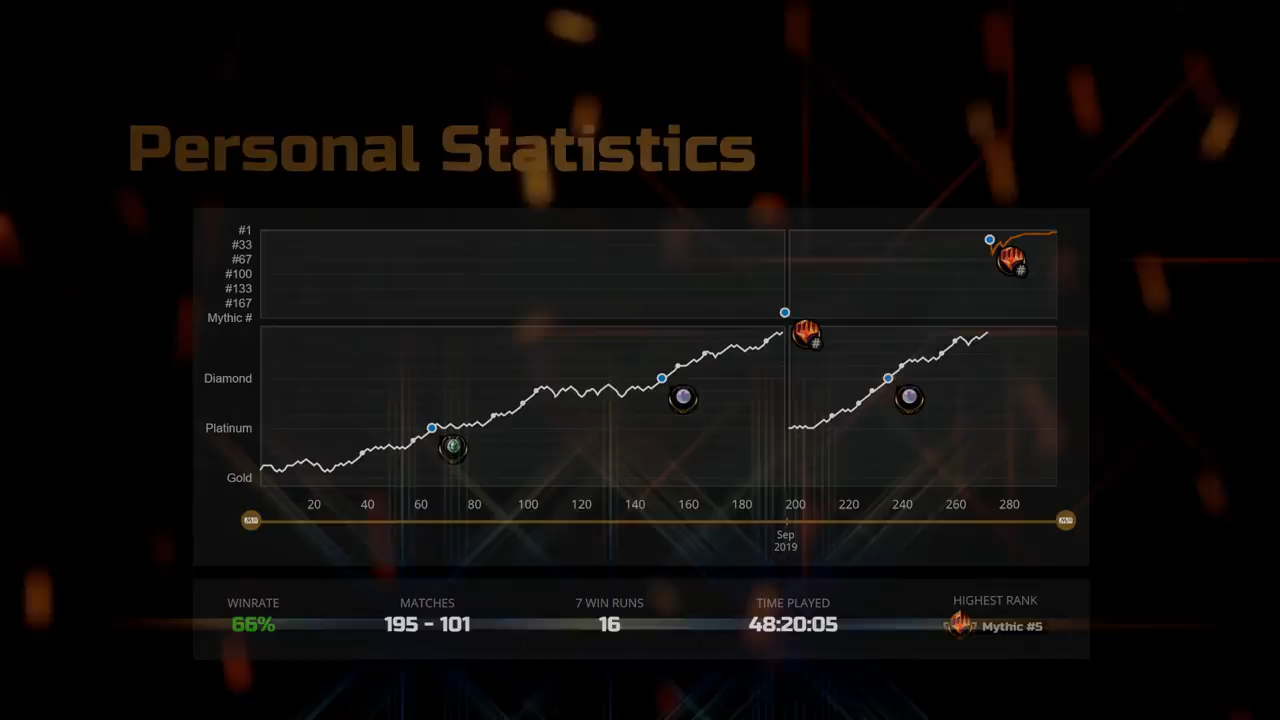 Personal Statistics
#1
#33
#67
#100
#133
#167
Mythic #
#
#
Diamond
Platinum
Gold
20 40 60 80 100 120 140 160 180 200 220 240 260 280
Sep
2019
WINRATE MATCHES 7 WIN RUNS TIME PLAYED HIGHEST RANK
66% 195 - 101 16 48:20:05 Mythic #5